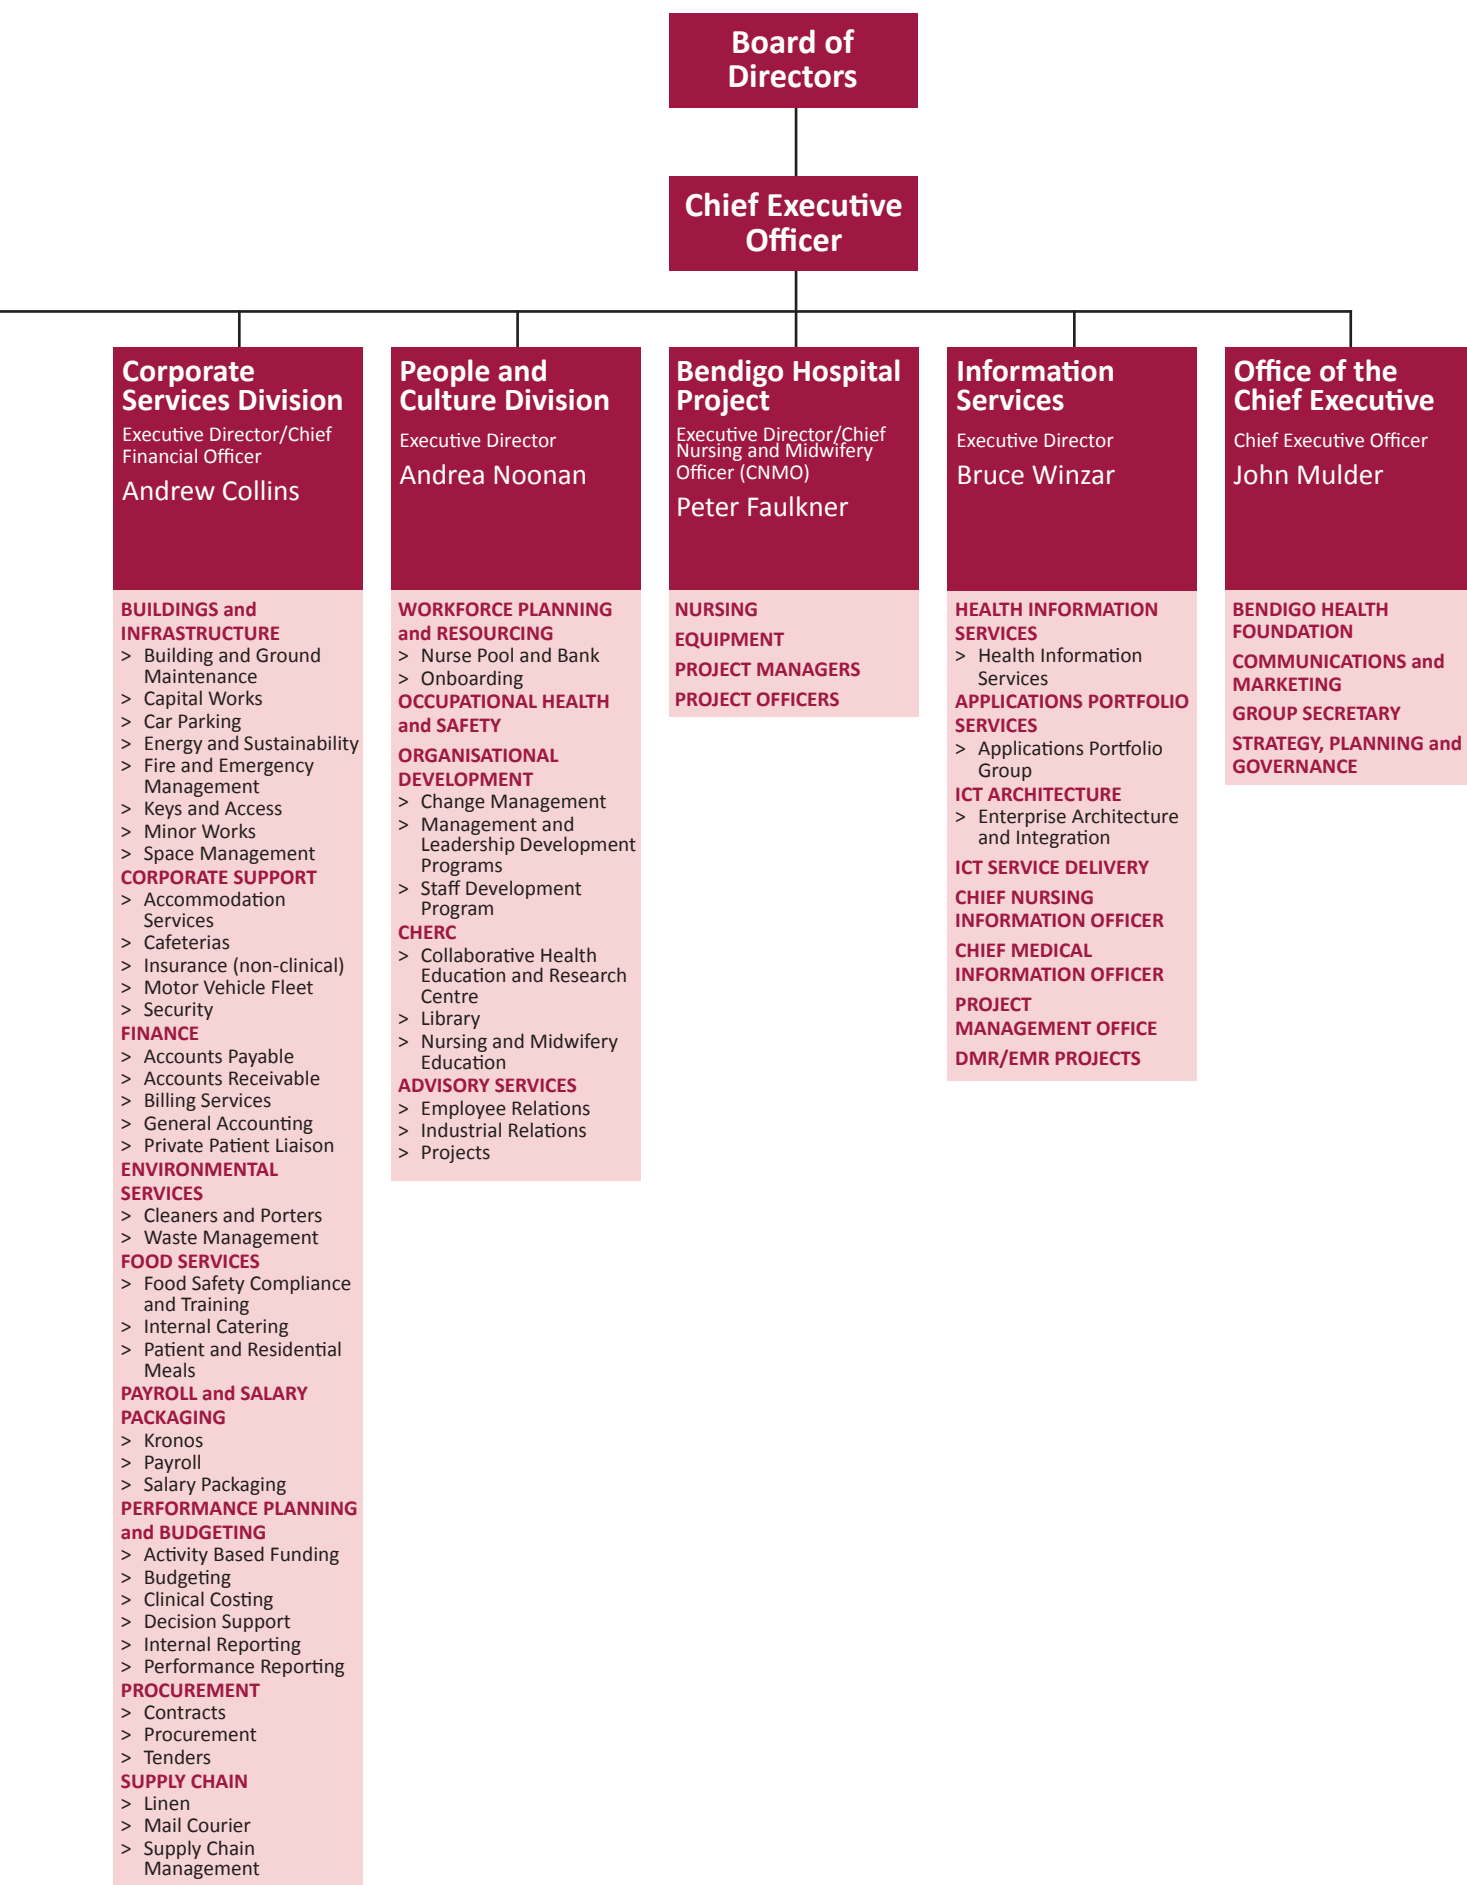 Board of
Directors
Chief Executive
Officer
Corporate
Services Division
Executive Director/Chief
Financial Officer
Andrew Collins
BUILDINGS and
INFRASTRUCTURE
> Building and Ground
Maintenance
> Capital Works
> Car Parking
> Energy and Sustainability
> Fire and Emergency
Management
> Keys and Access
> Minor Works
> Space Management
CORPORATE SUPPORT
> Accommodation
Services
> Cafeterias
> Insurance (non-clinical)
> Motor Vehicle Fleet
> Security
FINANCE
> Accounts Payable
> Accounts Receivable
> Billing Services
> General Accounting
> Private Patient Liaison
ENVIRONMENTAL
SERVICES
> Cleaners and Porters
> Waste Management
FOOD SERVICES
> Food Safety Compliance
and Training
> Internal Catering
> Patient and Residential
Meals
PAYROLL and SALARY
PACKAGING
> Kronos
> Payroll
> Salary Packaging
PERFORMANCE PLANNING
and BUDGETING
> Activity Based Funding
> Budgeting
> Clinical Costing
> Decision Support
> Internal Reporting
> Performance Reporting
PROCUREMENT
> Contracts
> Procurement
> Tenders
SUPPLY CHAIN
> Linen
> Mail Courier
> Supply Chain
Management
People and
Culture Division
Executive Director
Andrea Noonan
WORKFORCE PLANNING
and RESOURCING
> Nurse Pool and Bank
> Onboarding
OCCUPATIONAL HEALTH
and SAFETY
ORGANISATIONAL
DEVELOPMENT
> Change Management
> Management and
Leadership Development
Programs
> Staff Development
Program
CHERC
> Collaborative Health
Education and Research
Centre
> Library
> Nursing and Midwifery
Education
ADVISORY SERVICES
> Employee Relations
> Industrial Relations
> Projects
Bendigo Hospital
Project
Executive Director/Chief
Nursing and Midwifery
Officer (CNMO)
Peter Faulkner
NURSING
EQUIPMENT
PROJECT MANAGERS
PROJECT OFFICERS
Information
Services
Executive Director
Bruce Winzar
HEALTH INFORMATION
SERVICES
> Health Information
Services
APPLICATIONS PORTFOLIO
SERVICES
> Applications Portfolio
Group
ICT ARCHITECTURE
> Enterprise Architecture
and Integration
ICT SERVICE DELIVERY
CHIEF NURSING
INFORMATION OFFICER
CHIEF MEDICAL
INFORMATION OFFICER
PROJECT
MANAGEMENT OFFICE
DMR/EMR PROJECTS
Office of the
Chief Executive
Chief Executive Officer
John Mulder
BENDIGO HEALTH
FOUNDATION
COMMUNICATIONS and
MARKETING
GROUP SECRETARY
STRATEGY, PLANNING and
GOVERNANCE